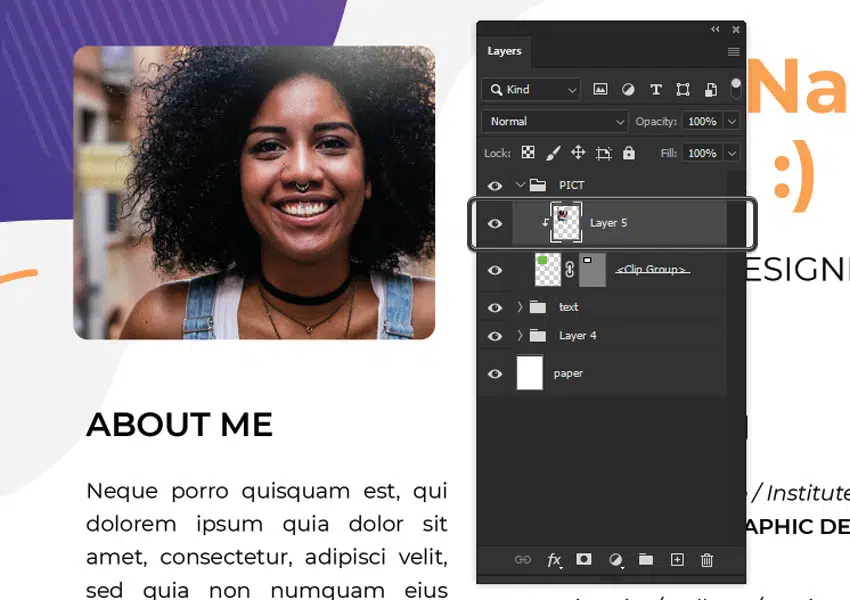 Layers
Kind
Normal
Opacity: 100%
Lock:
Fill: 100%
PICT
Layer 5
<Clip Group>
text
Layer 4
paper
fx
Na
:)
ESIGN
ABOUT ME
Neque porro quisquam est, qui
dolorem ipsum quia dolor sit
amet, consectetur, adipisci velit,
sed quia non numquam eius
/ Institute
APHIC DE